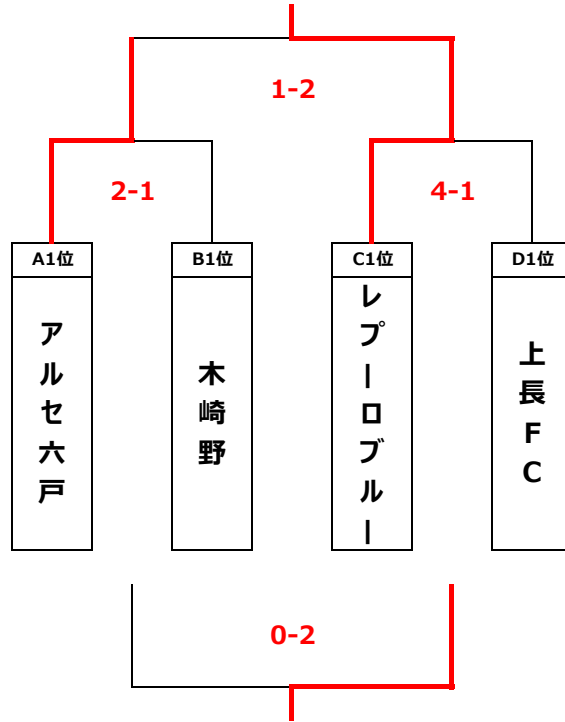 1-2
2-1
4-1
A1位
B1位
C1位
D1位
アルセ六戸
木崎野
レプーロブルー
上長FC
0-2